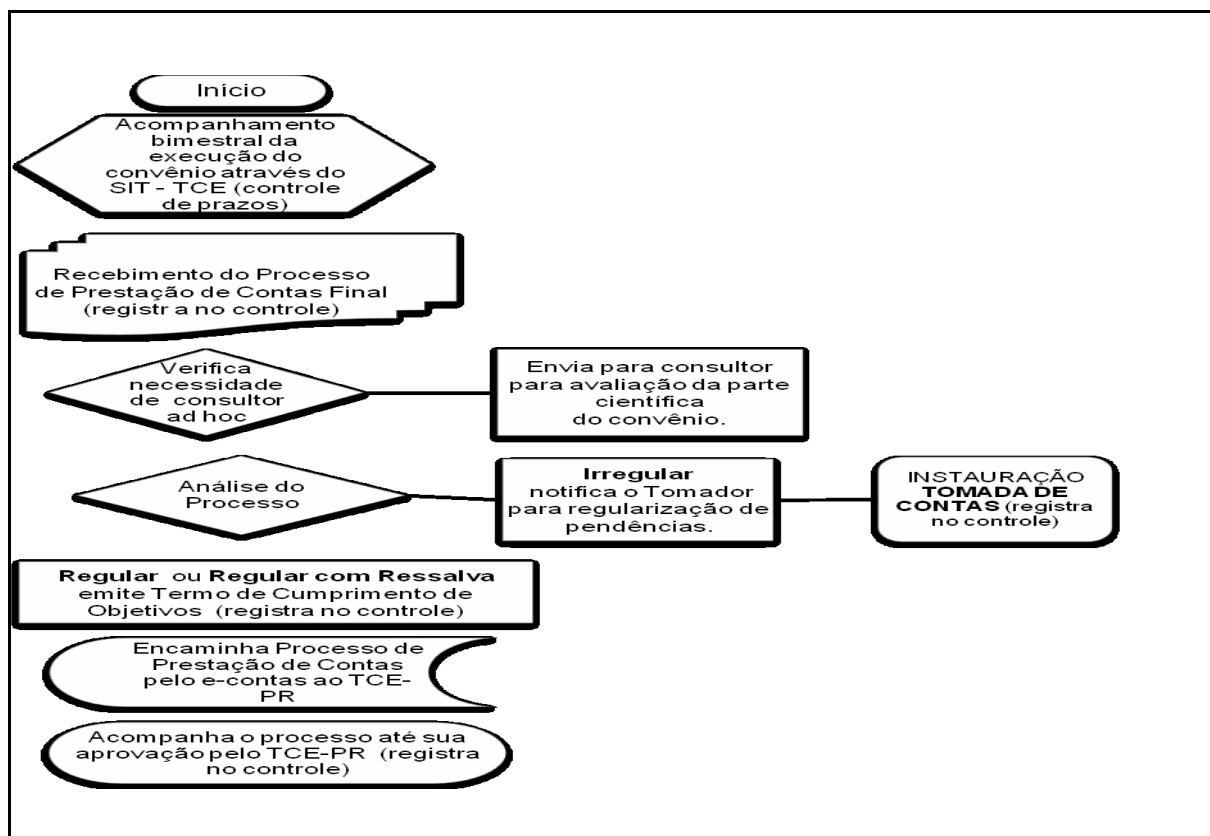 Início
Acompanhamento
bimestral da
execução do
convênio através do
SIT - TCE (controle
de prazos)
Recebimento do Processo
de Prestação de Contas Final
(registr a no controle)
Verifica
necessidade
de consultor
ad hoc
Envia para consultor
para avaliação da parte
científica
do convênio.
Análise do
Processo
Irregular
notifica o Tomador
para regularização de
pendências.
INSTAURAÇÃO
TOMADA DE
CONTAS (registra
no controle)
Regular ou Regular com Ressalva
emite Termo de Cumprimento de
Objetivos (registra no controle)
Encaminha Processo de
Prestação de Contas
pelo e-contas ao TCE-
PR
Acompanha o processo até sua
aprovação pelo TCE-PR (registra
no controle)